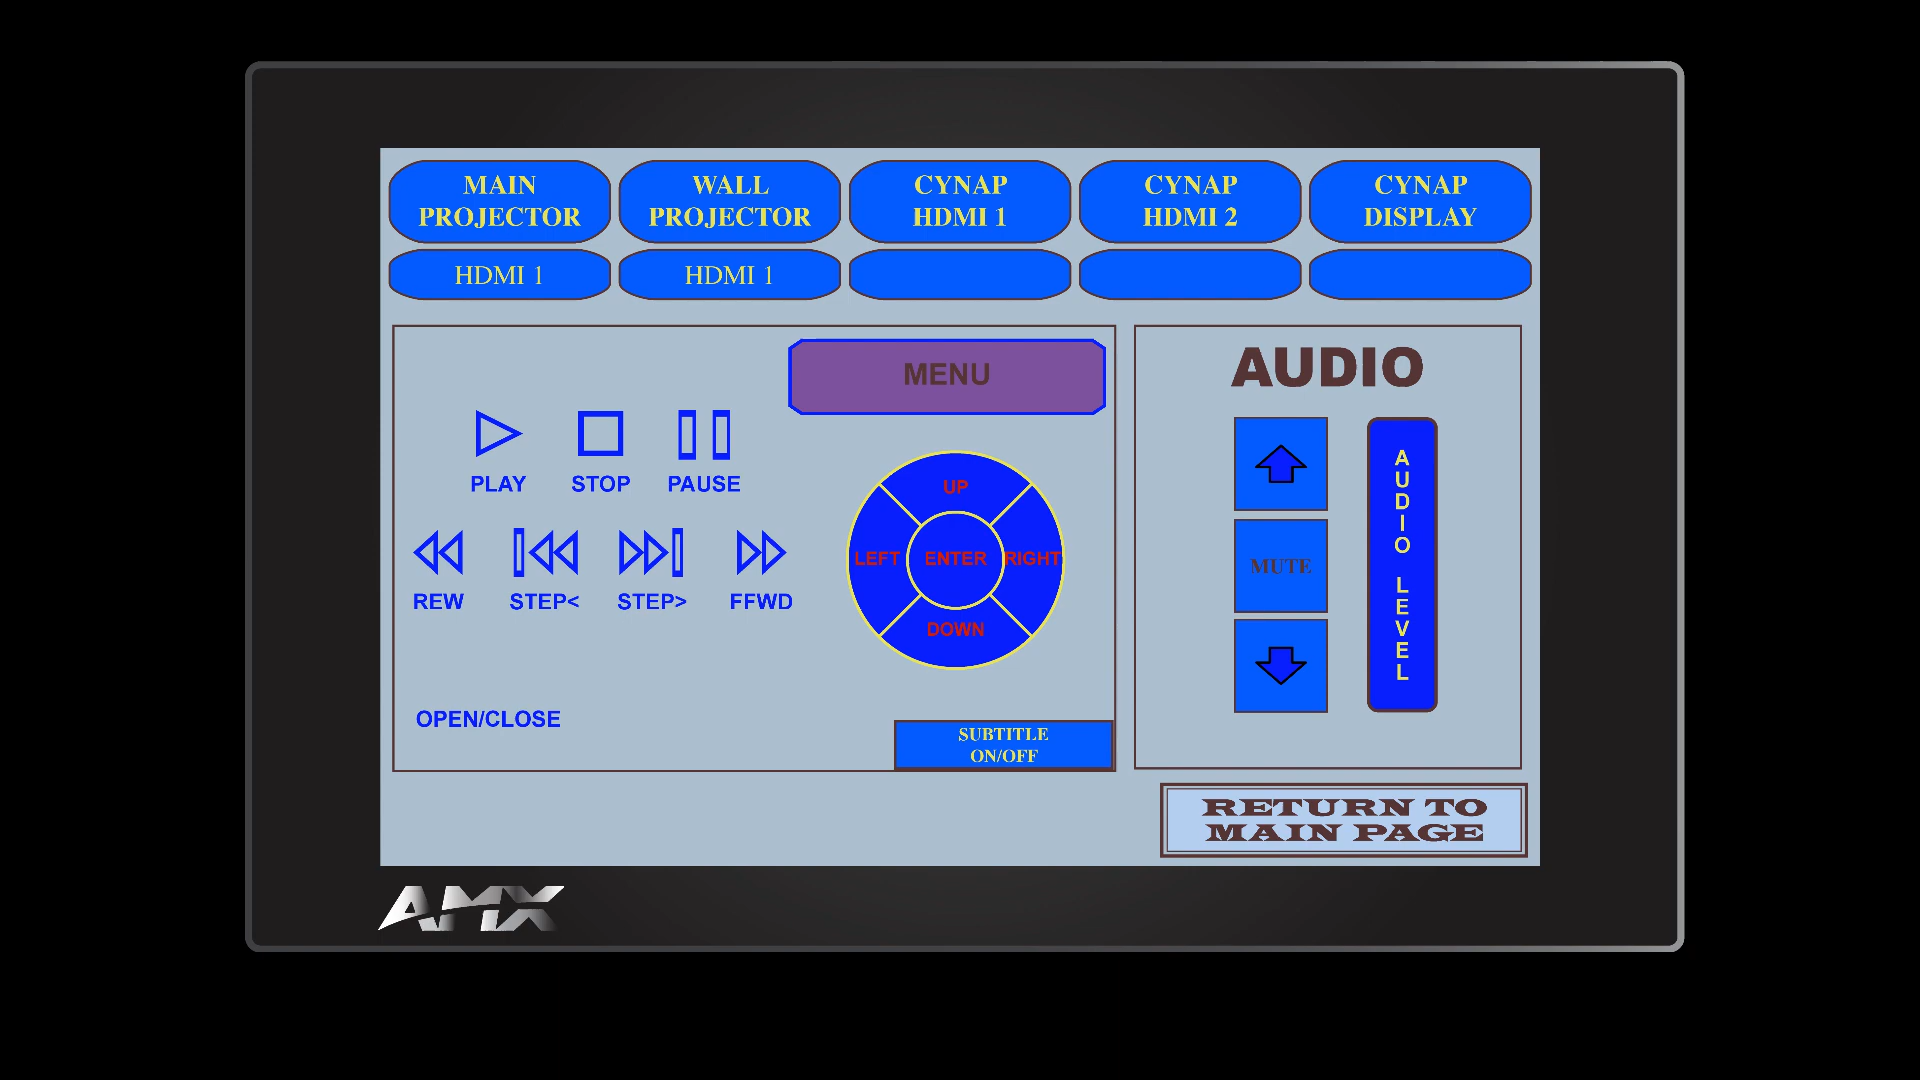 MAIN PROJECTOR
WALL PROJECTOR
CYNAP HDMI 1
CYNAP HDMI 2
CYNAP DISPLAY
HDMI 1
HDMI 1
MENU
PLAY
STOP
PAUSE
REW
STEP<
STEP>
FFWD
OPEN/CLOSE
UP
LEFT
ENTER
RIGHT
DOWN
SUBTITLE
ON/OFF
AUDIO
MUTE
AUDIO LEVEL
RETURN TO
MAIN PAGE
AMX